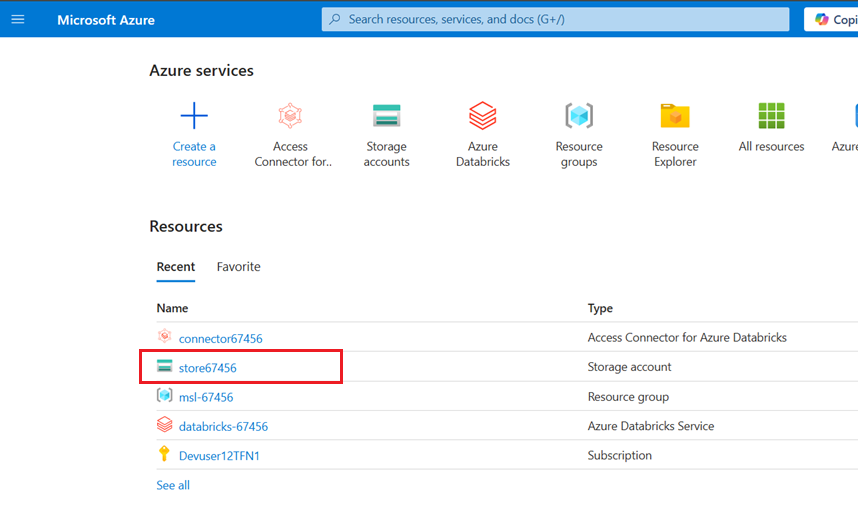 Microsoft Azure
Search resources, services, and docs (G+/)
Copi
Azure services
Create a
resource
Access
Connector for..
Storage
accounts
Azure
Databricks
Resource
groups
Resource
Explorer
All resources
Azure
Resources
Recent
Favorite
Name
Type
connector67456
Access Connector for Azure Databricks
store67456
Storage account
msl-67456
Resource group
databricks-67456
Azure Databricks Service
Devuser12TFN1
Subscription
See all